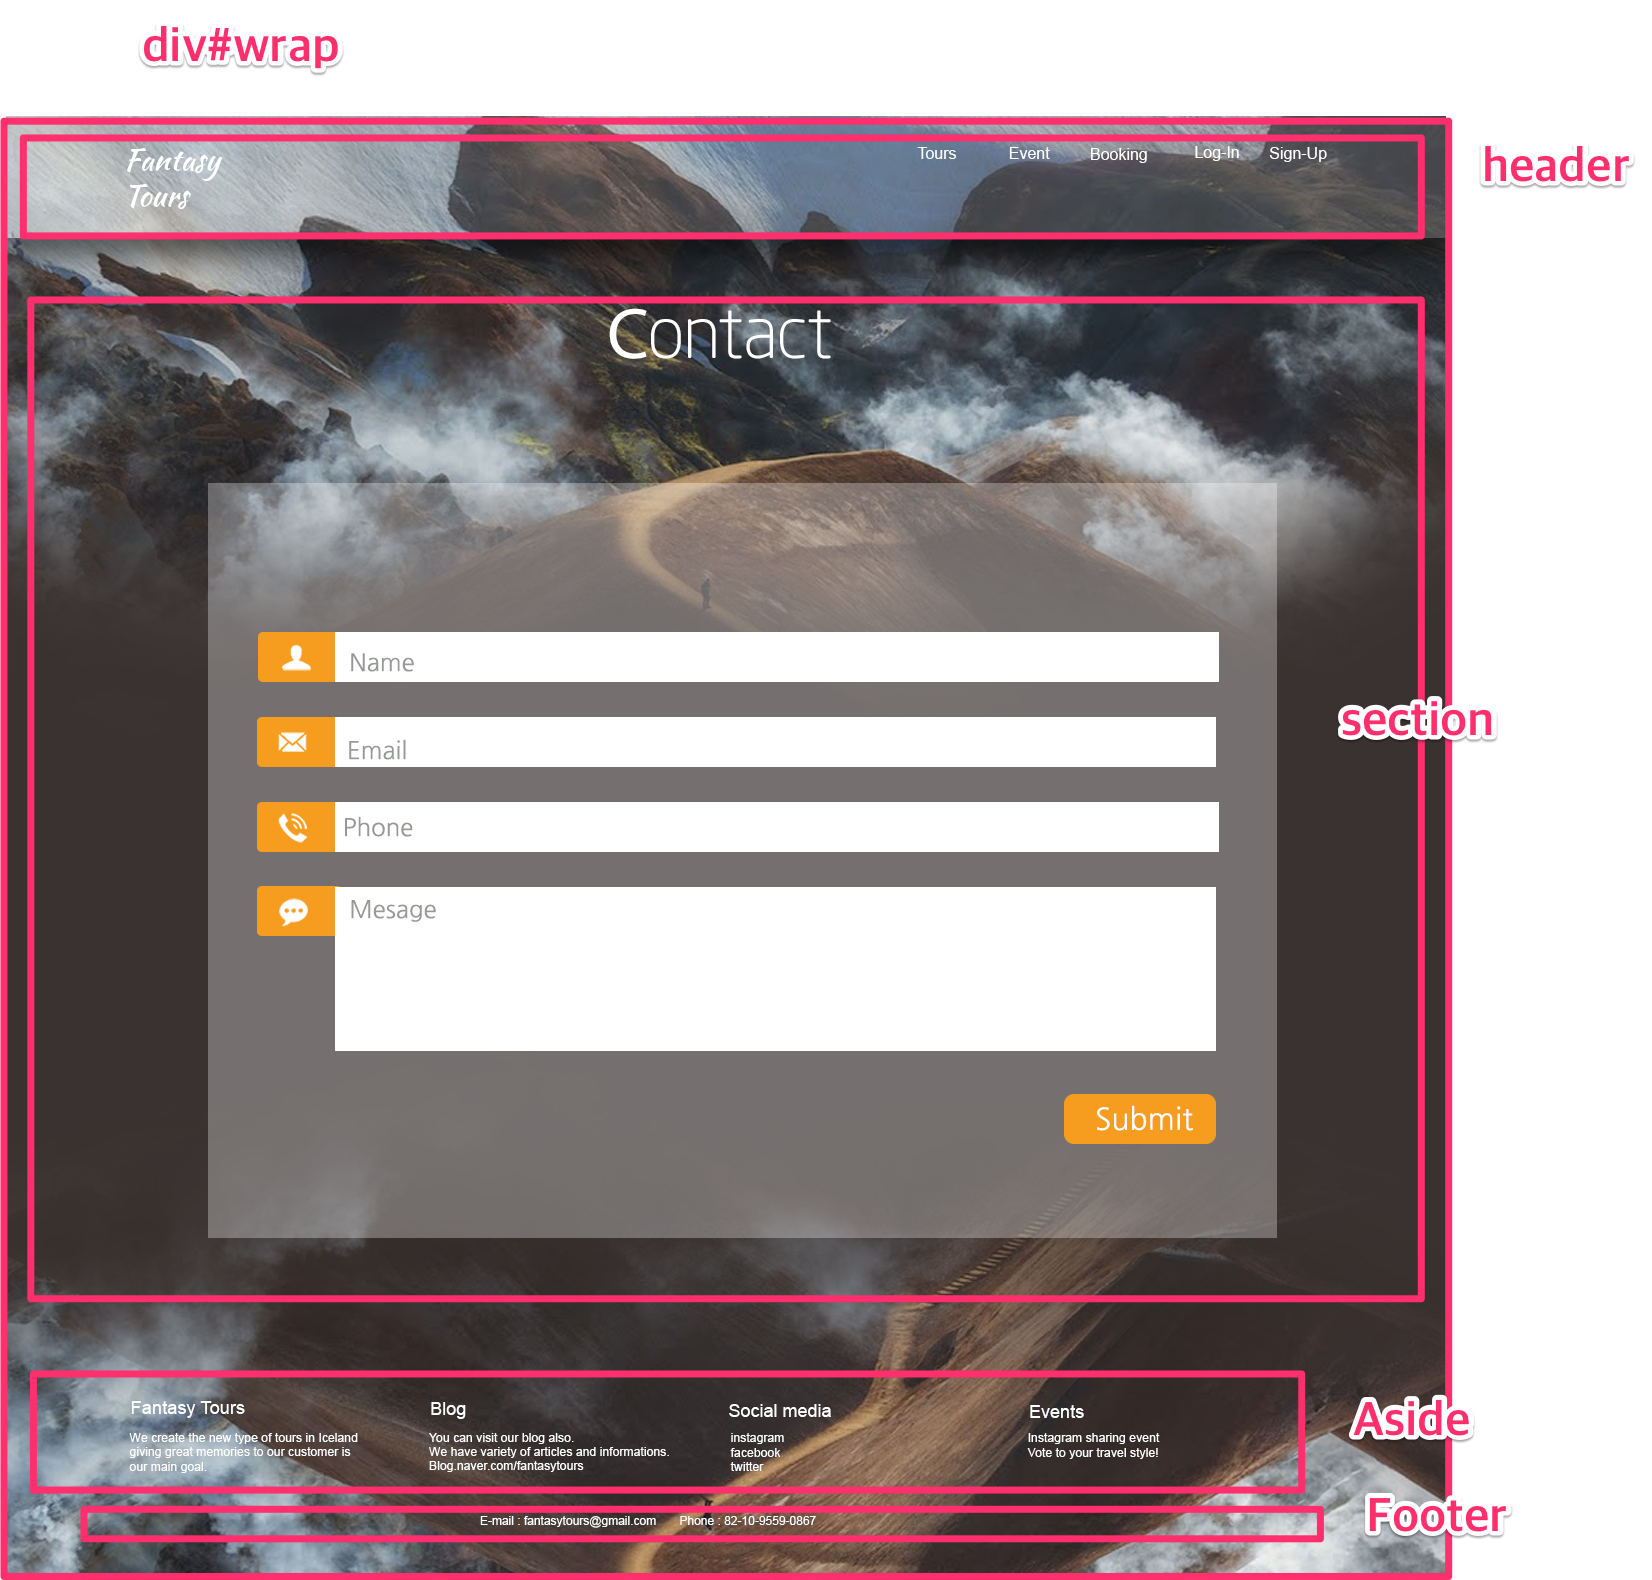 div#wrap
header
Fantasy
Tours
Tours Event Booking Log-In Sign-Up
Contact
section
Name
Email
Phone
Mesage
Submit
Aside
Fantasy Tours
We create the new type of tours in Iceland
giving great memories to our customer is
our main goal.
Blog
You can visit our blog also.
We have variety of articles and informations.
Blog.naver.com/fantasytours
Social media
instagram
facebook
twitter
Events
Instagram sharing event
Vote to your travel style!
Footer
E-mail : fantasytours@gmail.com Phone : 82-10-9559-0867